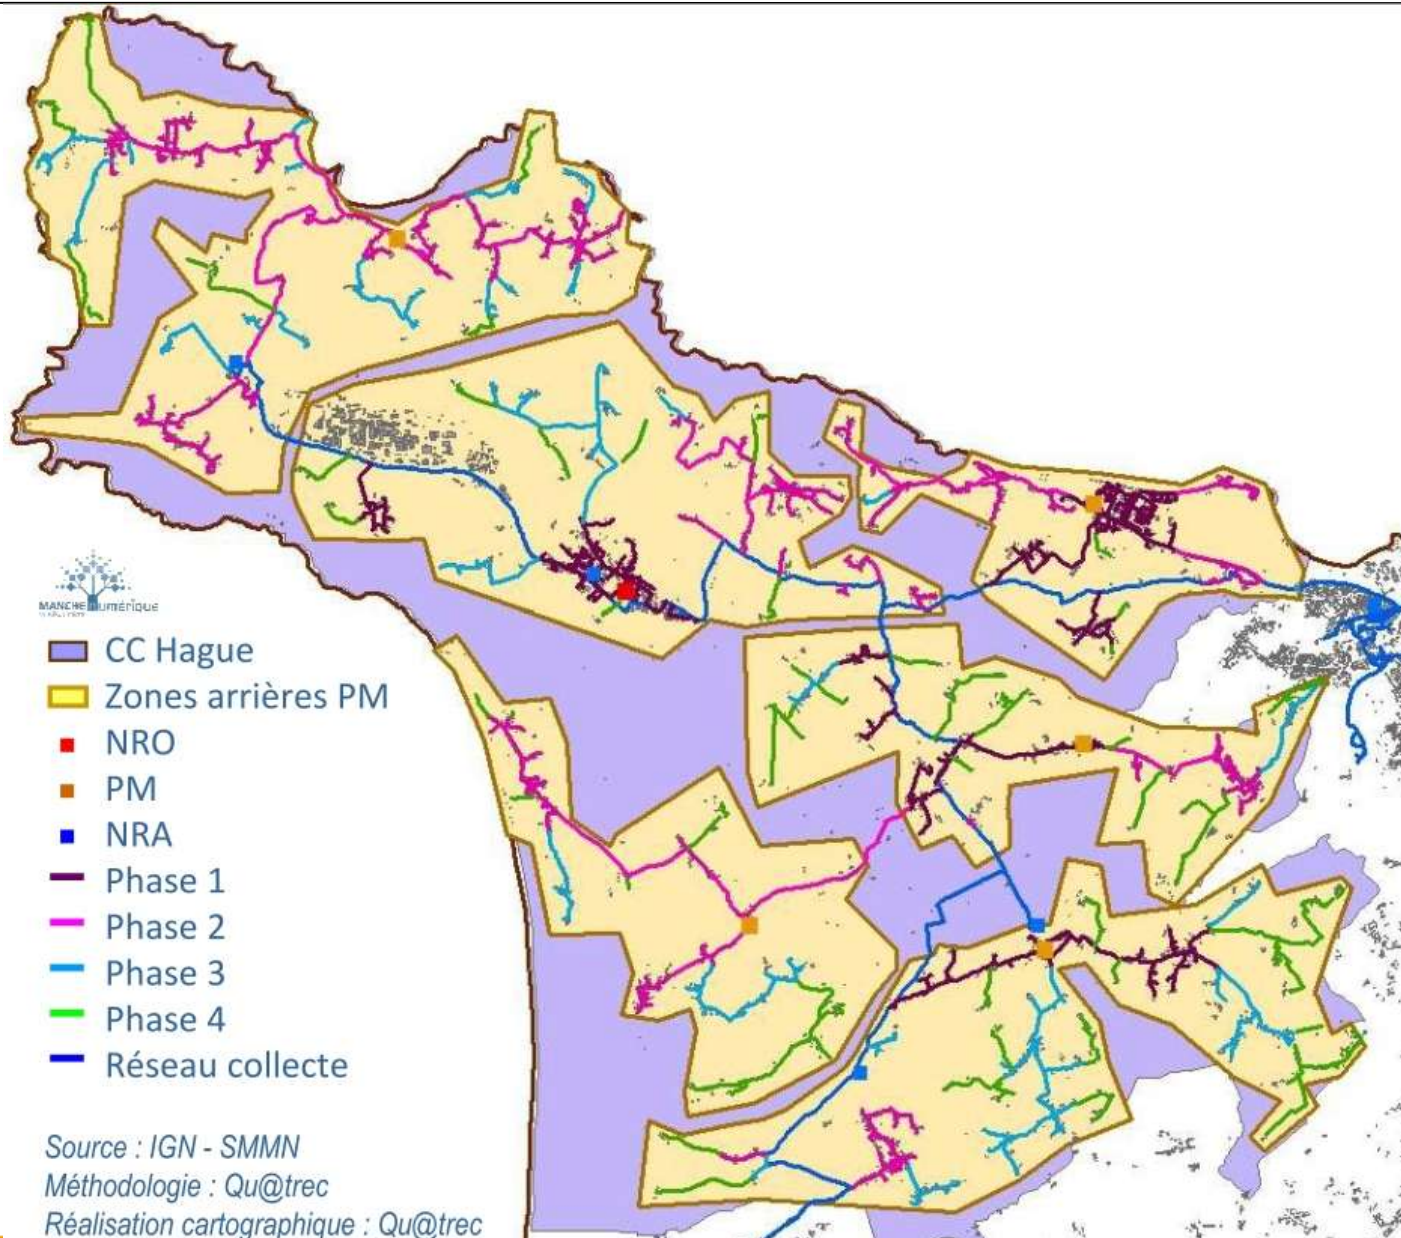 MANCHE numérique
CC Hague
Zones arrières PM
NRO
PM
NRA
Phase 1
Phase 2
Phase 3
Phase 4
Réseau collecte
Source : IGN - SMMN
Méthodologie : Qu@trec
Réalisation cartographique : Qu@trec